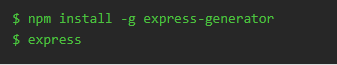 $ npm install -g express-generator
$ express